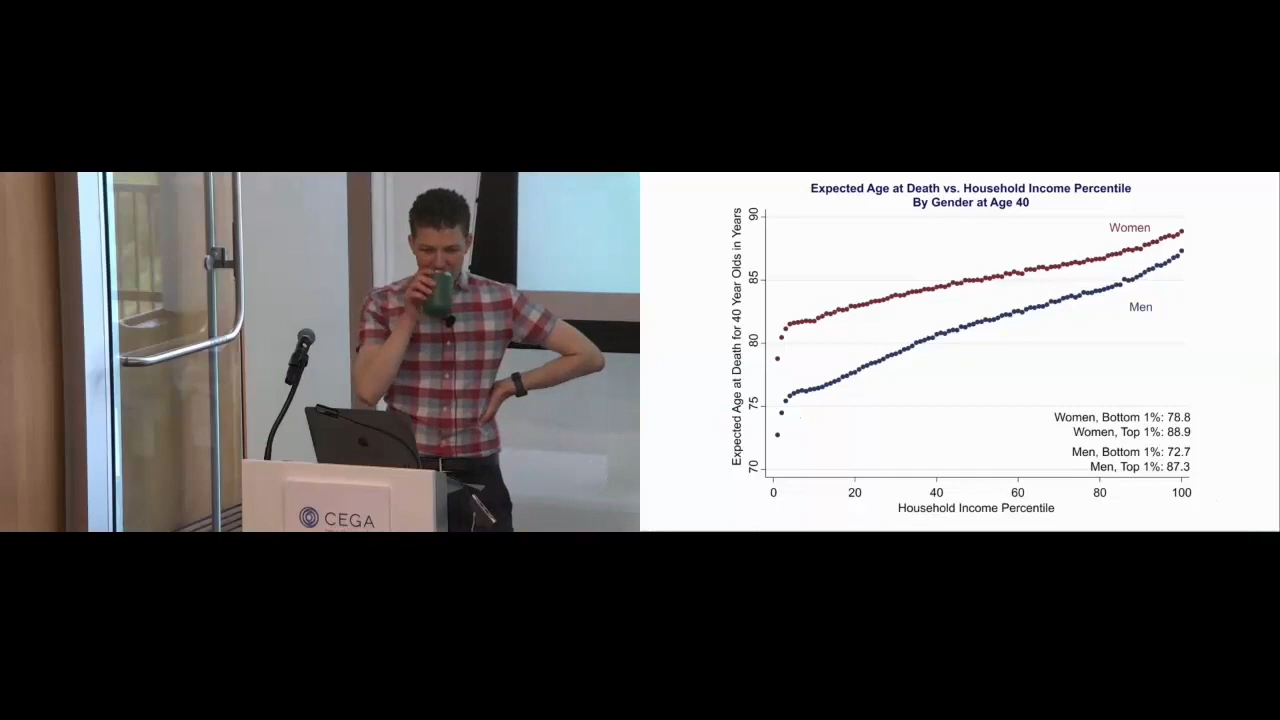 CEGA
Expected Age at Death vs. Household Income Percentile
By Gender at Age 40
Expected Age at Death for 40 Year Olds in Years
90
85
80
75
70
Women
Men
Women, Bottom 1%: 78.8
Women, Top 1%: 88.9
Men, Bottom 1%: 72.7
Men, Top 1%: 87.3
0 20 40 60 80 100
Household Income Percentile